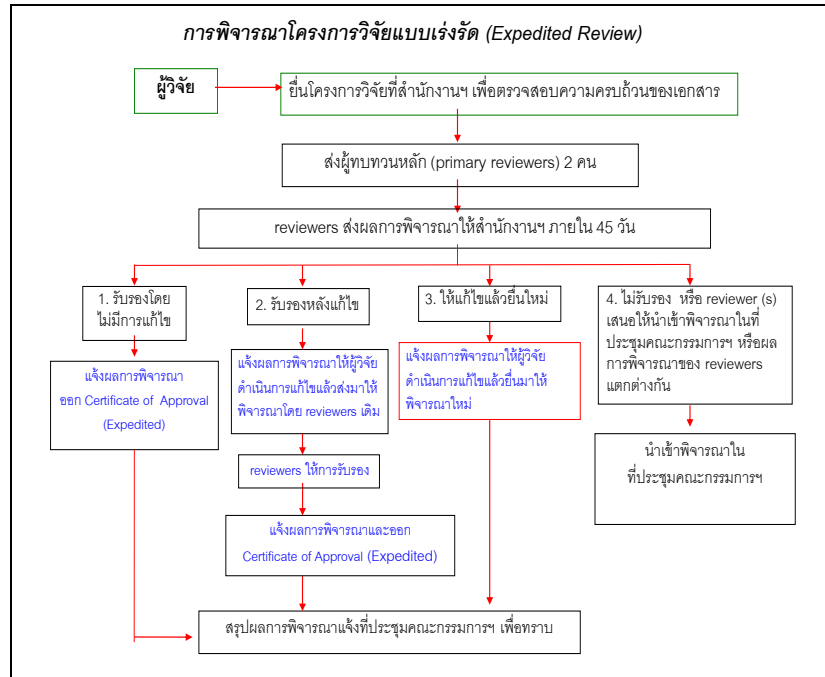 การพิจารณาโครงการวิจัยแบบเร่งรัด (Expedited Review)
ผู้วิจัย
ยื่นโครงการวิจัยที่สำนักงานฯ เพื่อตรวจสอบความครบถ้วนของเอกสาร
ส่งผู้ทบทวนหลัก (primary reviewers) 2 คน
reviewers ส่งผลการพิจารณาให้สำนักงานฯ ภายใน 45 วัน
1. รับรองโดย
ไม่มีการแก้ไข
แจ้งผลการพิจารณา
ออก Certificate of Approval
(Expedited)
2. รับรองหลังแก้ไข
แจ้งผลการพิจารณาให้ผู้วิจัย
ดำเนินการแก้ไขแล้วส่งมาให้
พิจารณาโดย reviewers เดิม
reviewers ให้การรับรอง
แจ้งผลการพิจารณาและออก
Certificate of Approval (Expedited)
3. ให้แก้ไขแล้วยื่นใหม่
แจ้งผลการพิจารณาให้ผู้วิจัย
ดำเนินการแก้ไขแล้วยื่นมาให้
พิจารณาใหม่
4. ไม่รับรอง หรือ reviewer (s)
เสนอให้นำเข้าพิจารณาในที่
ประชุมคณะกรรมการฯ หรือผล
การพิจารณาของ reviewers
แตกต่างกัน
นำเข้าพิจารณาใน
ที่ประชุมคณะกรรมการฯ
สรุปผลการพิจารณาแจ้งที่ประชุมคณะกรรมการฯ เพื่อทราบ